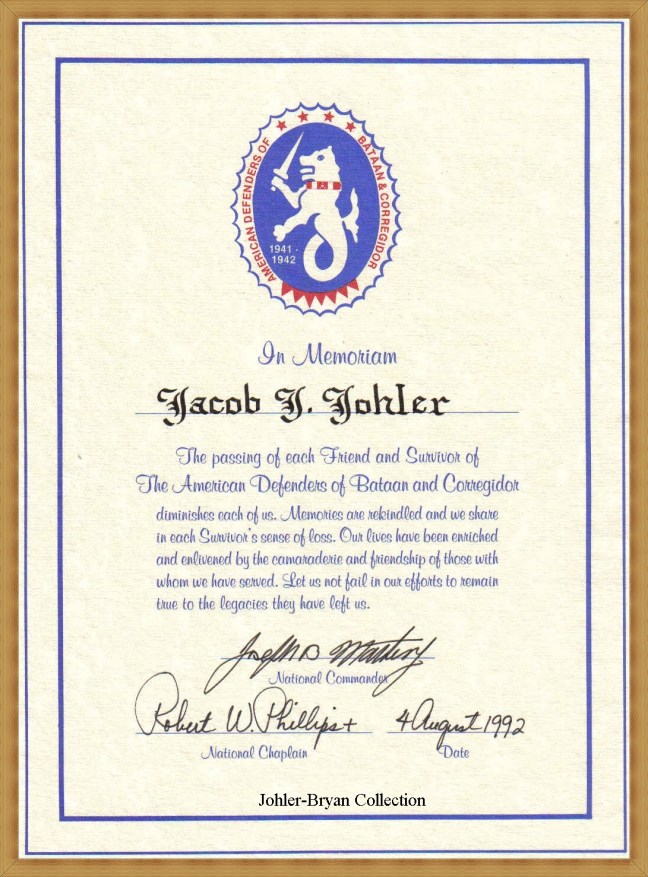 AMERICAN DEFENDERS OF
BATAAN & CORREGIDOR
1941 -
1942
In Memoriam
Jacob J. Johler
The passing of each Friend and Survivor of
The American Defenders of Bataan and Corregidor
diminishes each of us. Memories are rekindled and we share
in each Survivor's sense of loss. Our lives have been enriched
and enlivened by the camaraderie and friendship of those with
whom we have served. Let us not fail in our efforts to remain
true to the legacies they have left us.
Joseph B
National Commander
Robert W. Phillips+ 4 August 1992
National Chaplain Date
Johler-Bryan Collection